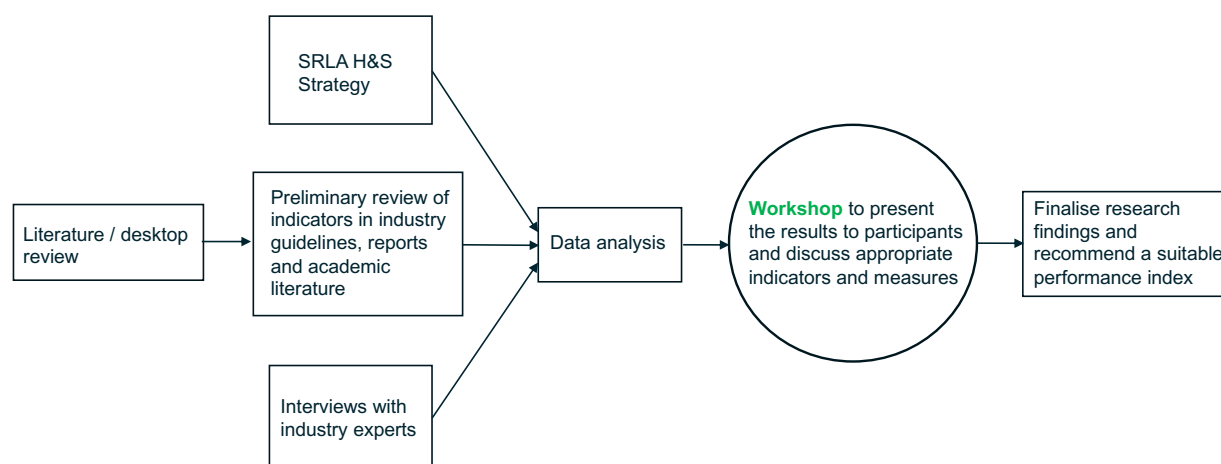 SRLA H&S
Strategy
Literature / desktop
review
Preliminary review of
indicators in industry
guidelines, reports
and academic
literature
Interviews with
industry experts
Data analysis
Workshop to present
the results to participants
and discuss appropriate
indicators and measures
Finalise research
findings and
recommend a suitable
performance index